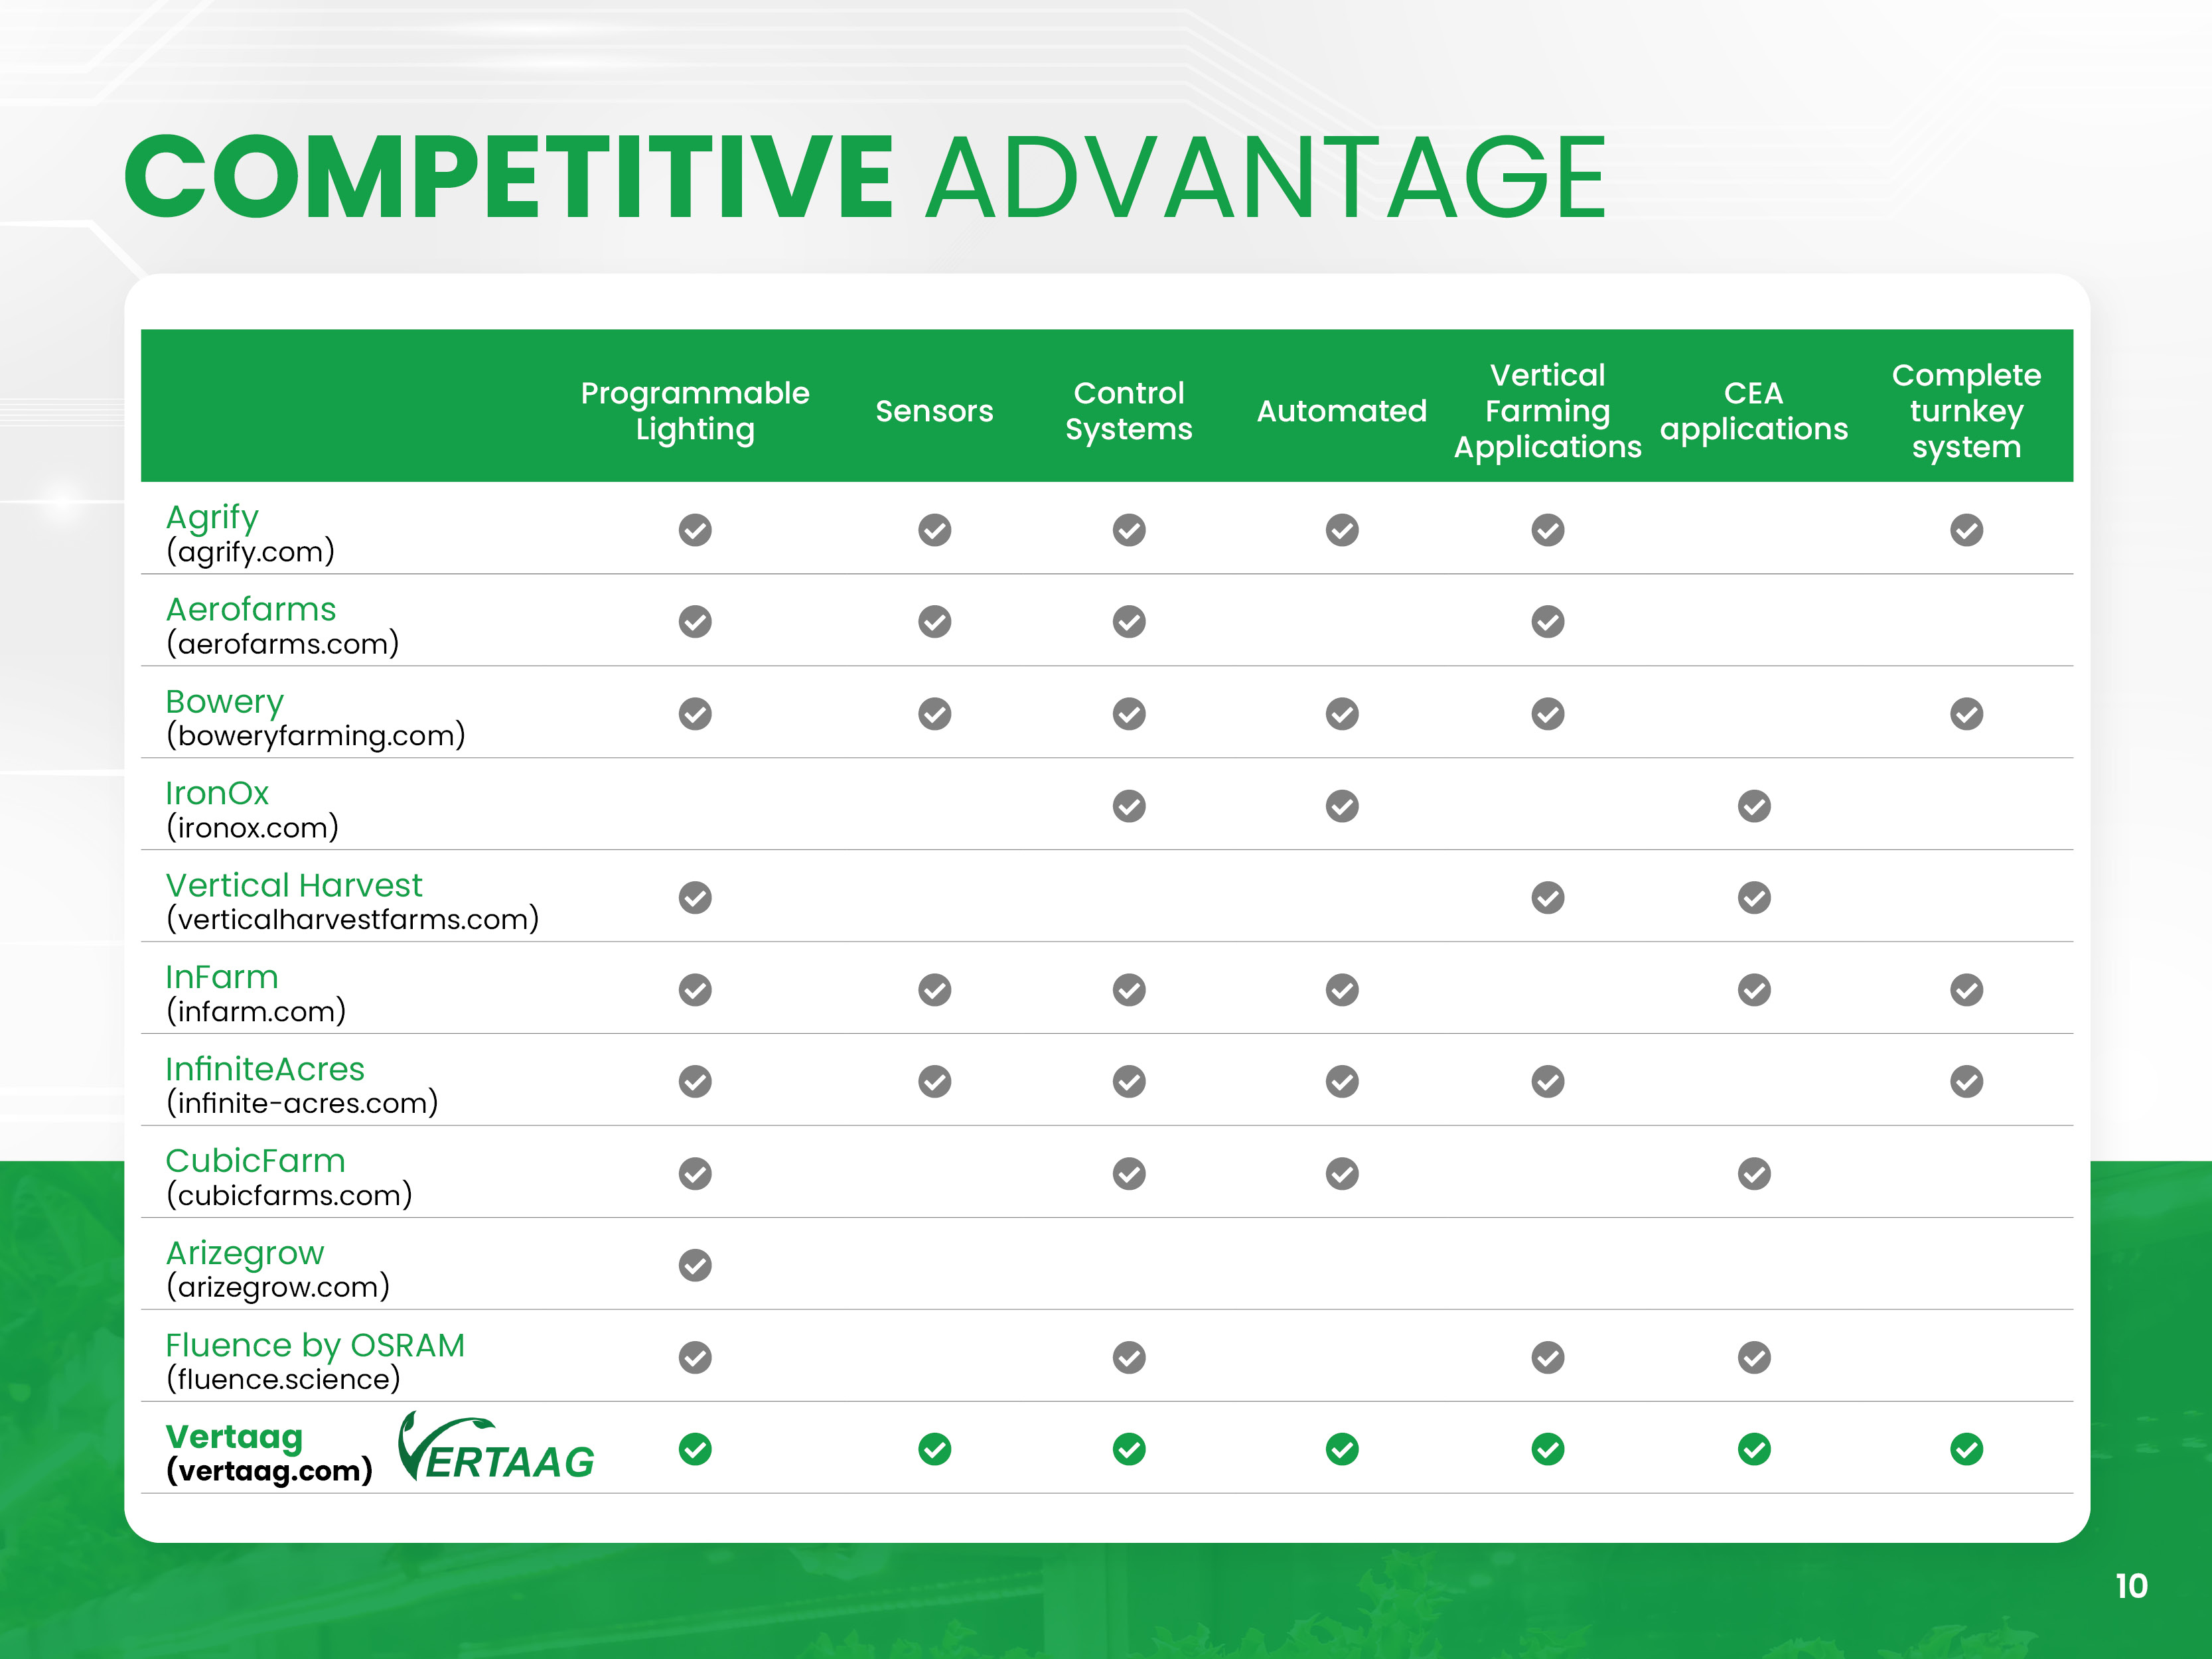 COMPETITIVE ADVANTAGE
Programmable
Lighting
Sensors
Control
Systems
Automated
Vertical
Farming
Applications
CEA
applications
Complete
turnkey
system
Agrify
(agrify.com)
Aerofarms
(aerofarms.com)
Bowery
(boweryfarming.com)
IronOx
(ironox.com)
Vertical Harvest
(verticalharvestfarms.com)
InFarm
(infarm.com)
InfiniteAcres
(infinite-acres.com)
CubicFarm
(cubicfarms.com)
Arizegrow
(arizegrow.com)
Fluence by OSRAM
(fluence.science)
Vertaag
(vertaag.com)
VERTAAG
10